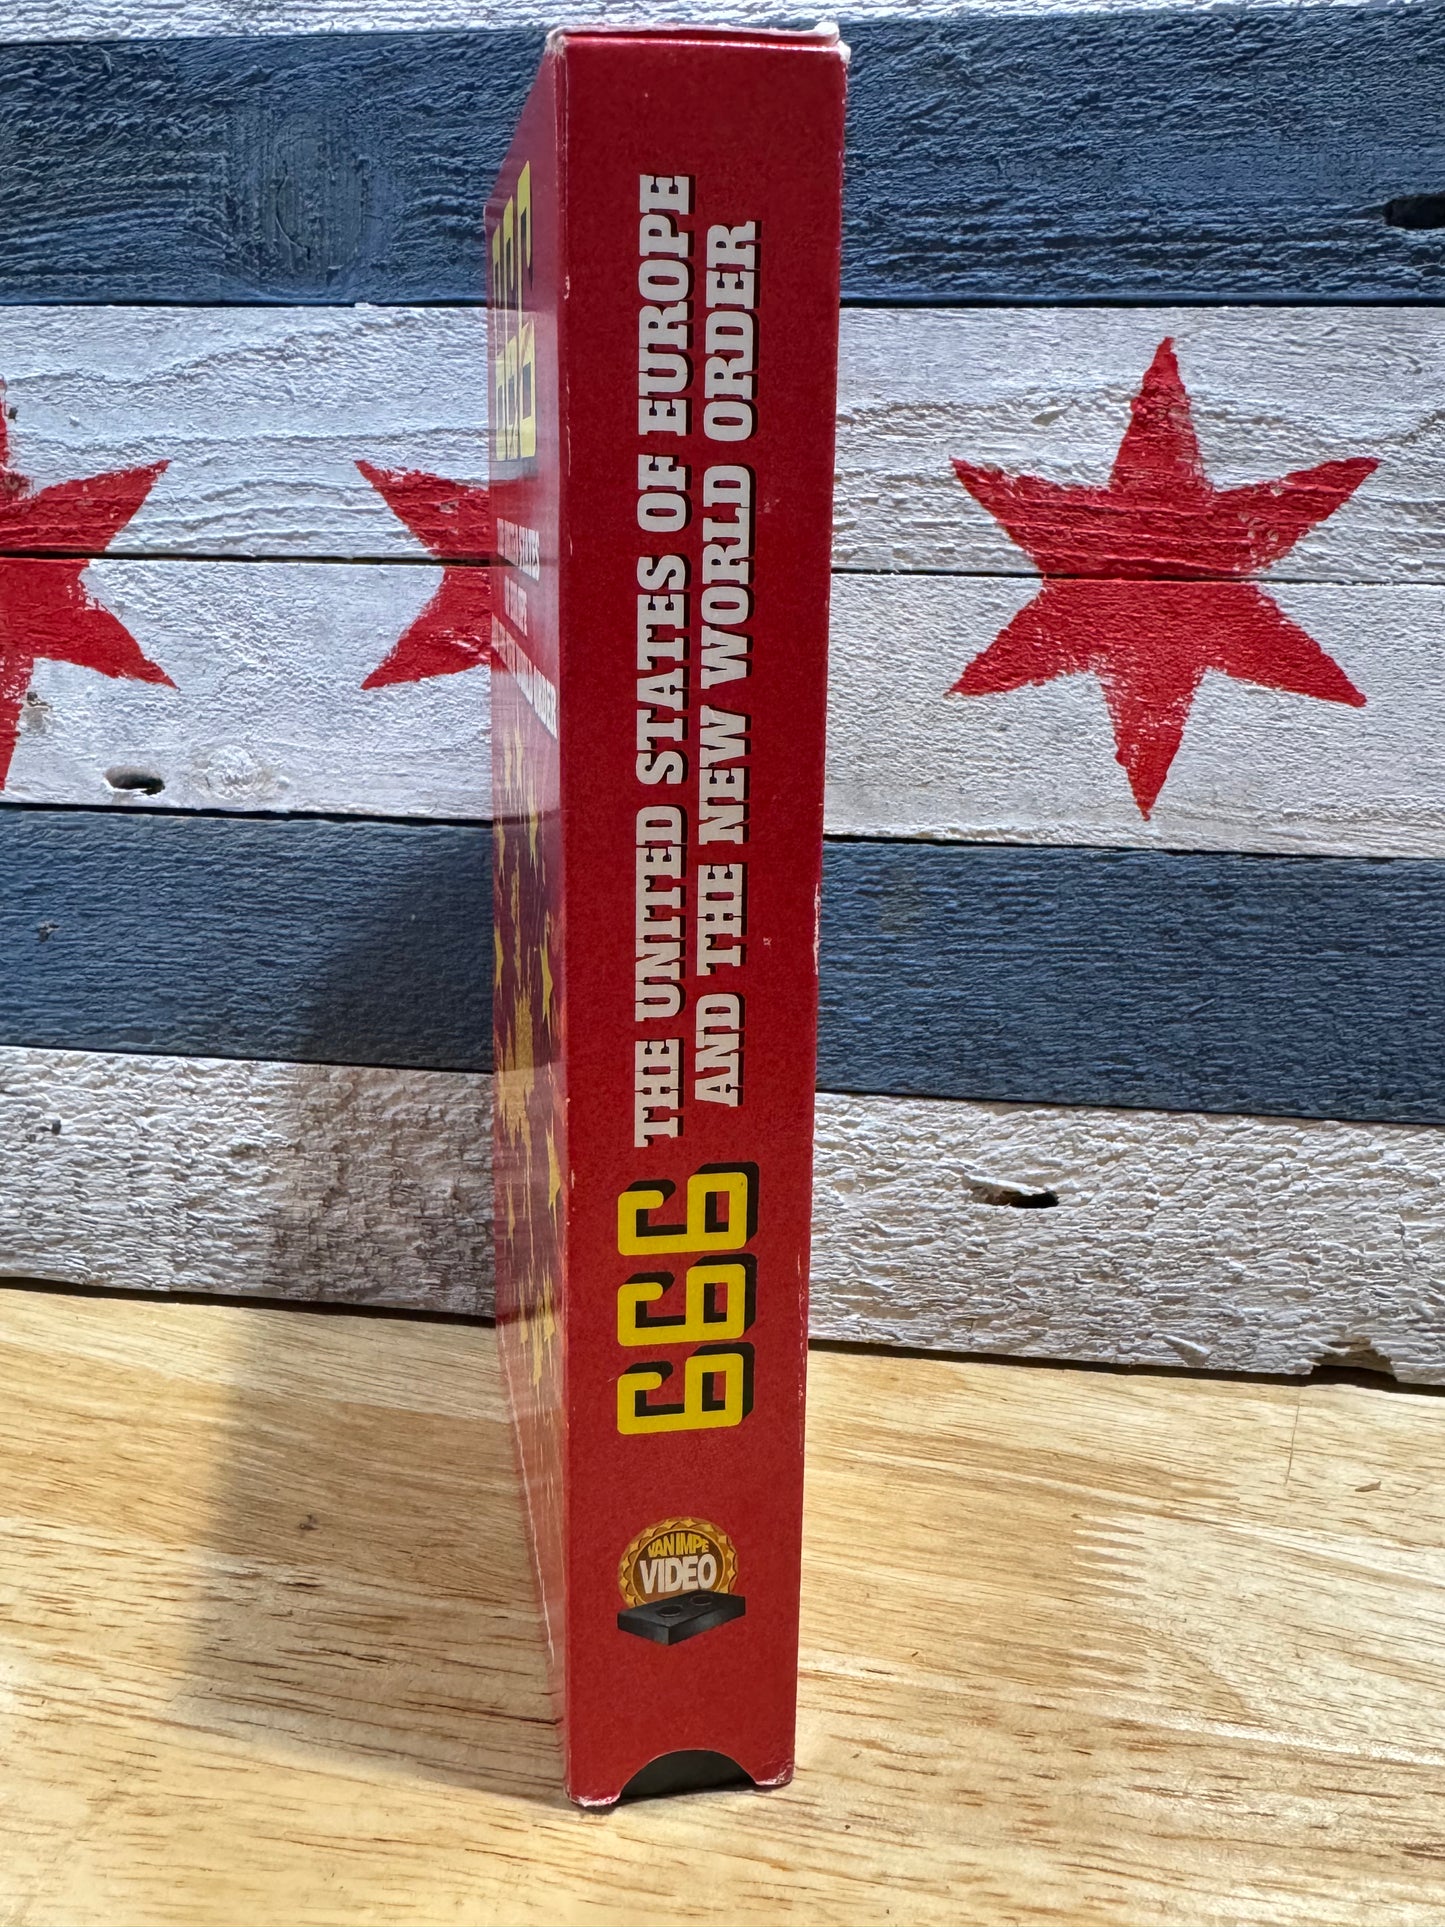 666
THE UNITED STATES OF EUROPE
AND THE NEW WORLD ORDER
VAN IMPE
VIDEO